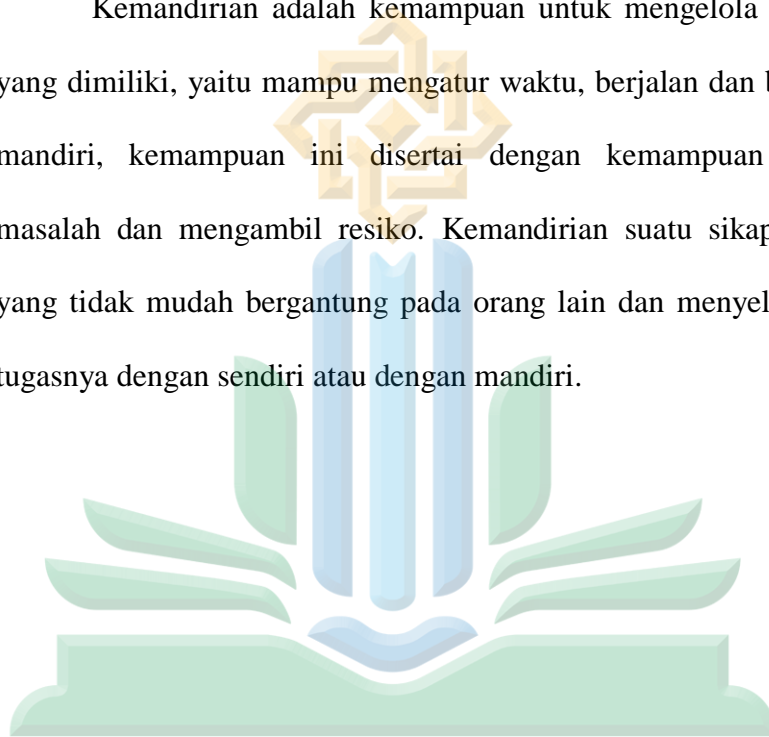 Kemandirian adalah kemampuan untuk mengelola
yang dimiliki, yaitu mampu mengatur waktu, berjalan dan
mandiri, kemampuan ini disertai dengan kemampuan
masalah dan mengambil resiko. Kemandirian suatu sikap
yang tidak mudah bergantung pada orang lain dan
tugasnya dengan sendiri atau dengan mandiri.